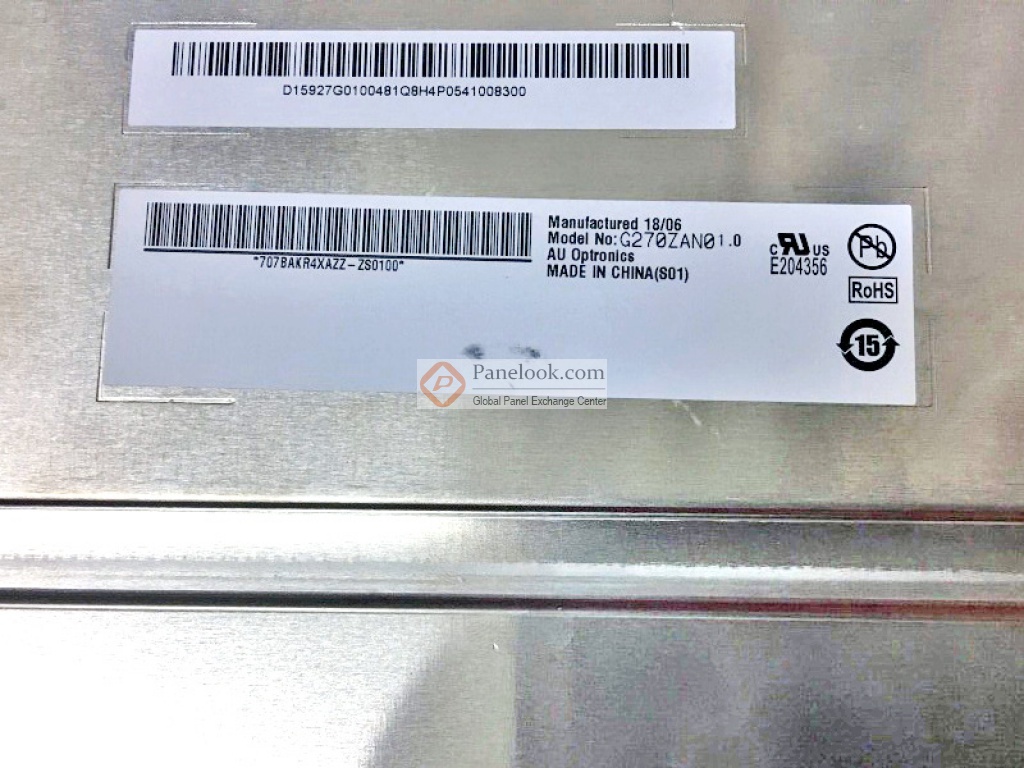 D15927G0100481Q8H4P0541008300
*707BAKR4XAZZ-ZS0100*
Manufactured 18/06
Model No:G270ZAN01.0
AU Optronics
MADE IN CHINA(S01)
c RU US
E204356
Pb
RoHS
15
Panelook.com
Global Panel Exchange Center